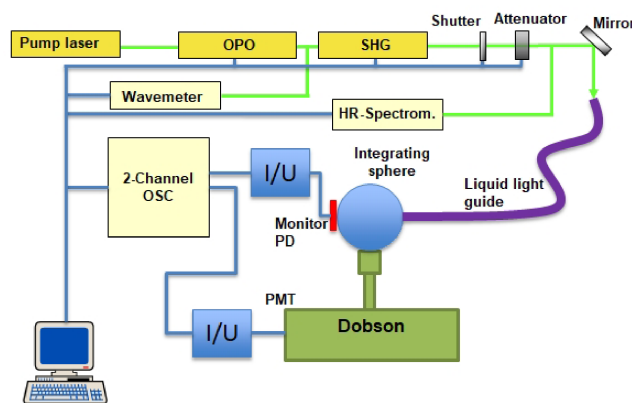 Shutter
Attenuator
Mirror
Pump laser
OPO
SHG
Wavemeter
HR-Spectrom.
2-Channel
OSC
I/U
Integrating
sphere
Liquid light
guide
Monitor
PD
PMT
I/U
Dobson